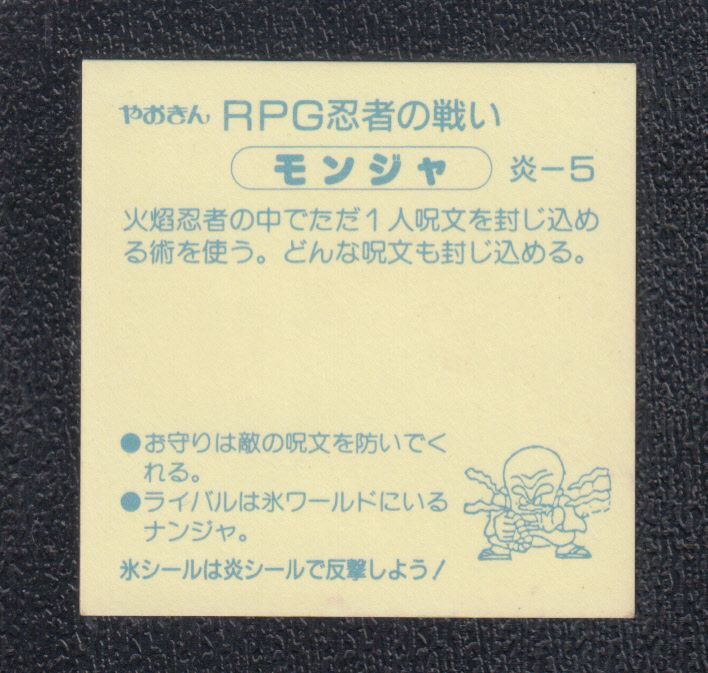 やおきん RPG忍者の戦い
モンジャ 炎－5
火焰忍者の中でただ1人呪文を封じ込め
る術を使う。どんな呪文も封じ込める。
●お守りは敵の呪文を防いでく
れる。
●ライバルは氷ワールドにいる
ナンジャ。
氷シールは炎シールで反撃しよう！